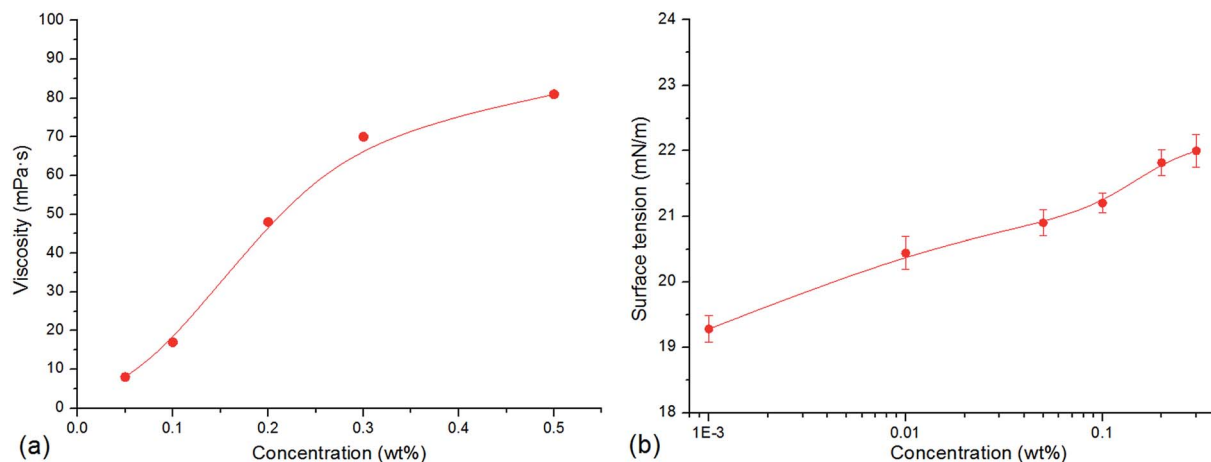 100
90
80
70
60
50
40
30
20
10
0
Viscosity (mPa·s)
0.0 0.1 0.2 0.3 0.4 0.5
Concentration (wt%)
(a)
24
23
22
21
20
19
18
Surface tension (mN/m)
1E-3 0.01 0.1
Concentration (wt%)
(b)